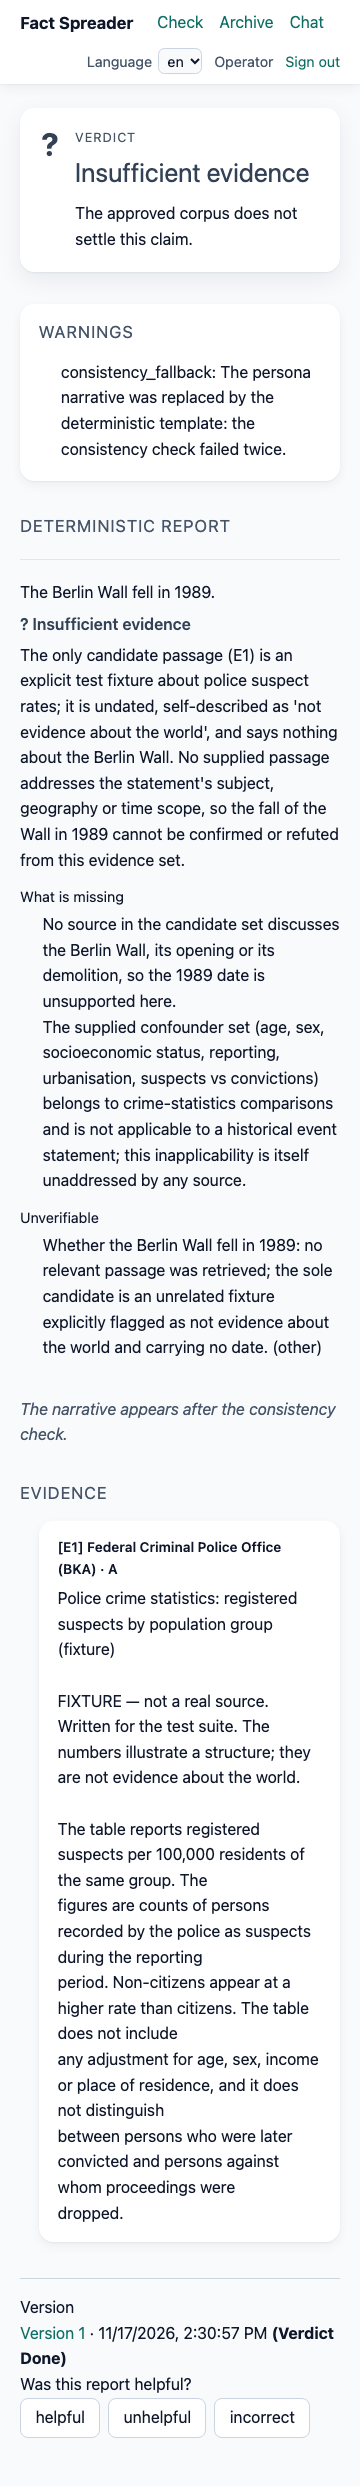 Fact Spreader Check Archive Chat
Language en Operator Sign out
?
VERDICT
Insufficient evidence
The approved corpus does not
settle this claim.
WARNINGS
consistency_fallback: The persona
narrative was replaced by the
deterministic template: the
consistency check failed twice.
DETERMINISTIC REPORT
The Berlin Wall fell in 1989.
? Insufficient evidence
The only candidate passage (E1) is an
explicit test fixture about police suspect
rates; it is undated, self-described as 'not
evidence about the world', and says nothing
about the Berlin Wall. No supplied passage
addresses the statement's subject,
geography or time scope, so the fall of the
Wall in 1989 cannot be confirmed or refuted
from this evidence set.
What is missing
No source in the candidate set discusses
the Berlin Wall, its opening or its
demolition, so the 1989 date is
unsupported here.
The supplied confounder set (age, sex,
socioeconomic status, reporting,
urbanisation, suspects vs convictions)
belongs to crime-statistics comparisons
and is not applicable to a historical event
statement; this inapplicability is itself
unaddressed by any source.
Unverifiable
Whether the Berlin Wall fell in 1989: no
relevant passage was retrieved; the sole
candidate is an unrelated fixture
explicitly flagged as not evidence about
the world and carrying no date. (other)
The narrative appears after the consistency
check.
EVIDENCE
[E1] Federal Criminal Police Office
(BKA) · A
Police crime statistics: registered
suspects by population group
(fixture)
FIXTURE — not a real source.
Written for the test suite. The
numbers illustrate a structure; they
are not evidence about the world.
The table reports registered
suspects per 100,000 residents of
the same group. The
figures are counts of persons
recorded by the police as suspects
during the reporting
period. Non-citizens appear at a
higher rate than citizens. The table
does not include
any adjustment for age, sex, income
or place of residence, and it does
not distinguish
between persons who were later
convicted and persons against
whom proceedings were
dropped.
Version
Version 1 · 11/17/2026, 2:30:57 PM (Verdict
Done)
Was this report helpful?
helpful unhelpful incorrect